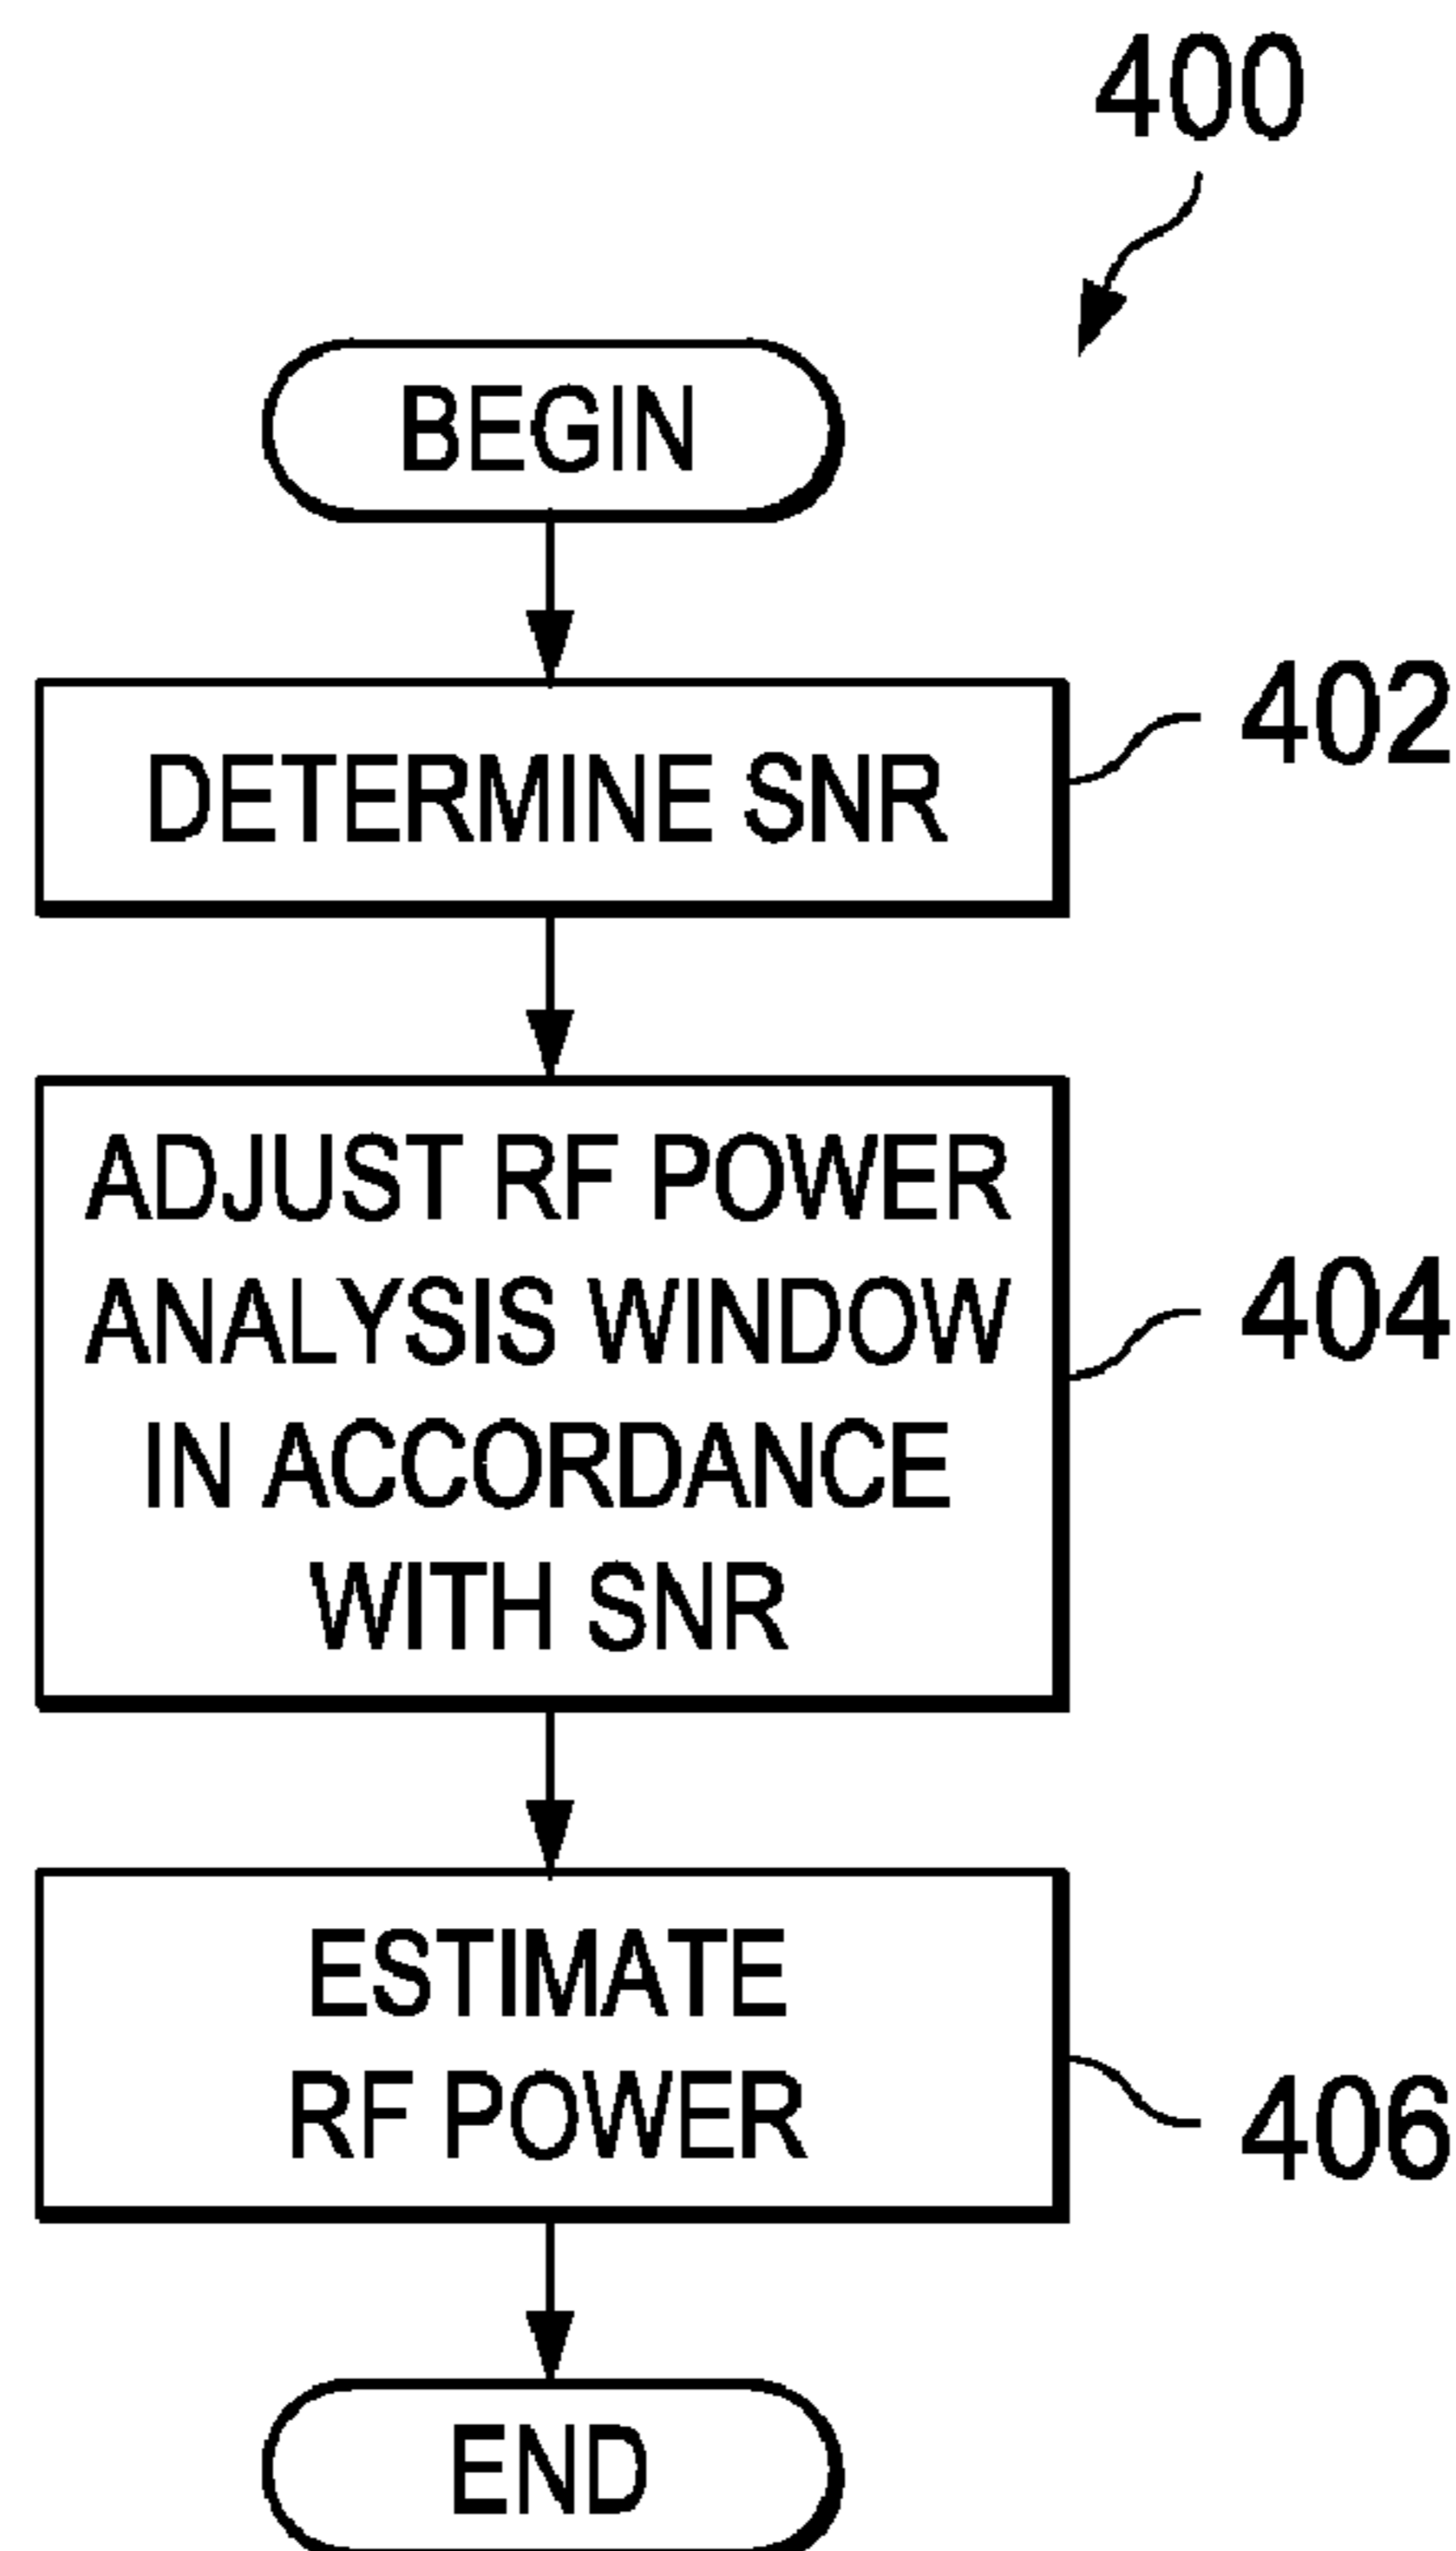 400
BEGIN
DETERMINE SNR
402
ADJUST RF POWER
ANALYSIS WINDOW
IN ACCORDANCE
WITH SNR
404
ESTIMATE
RF POWER
406
END